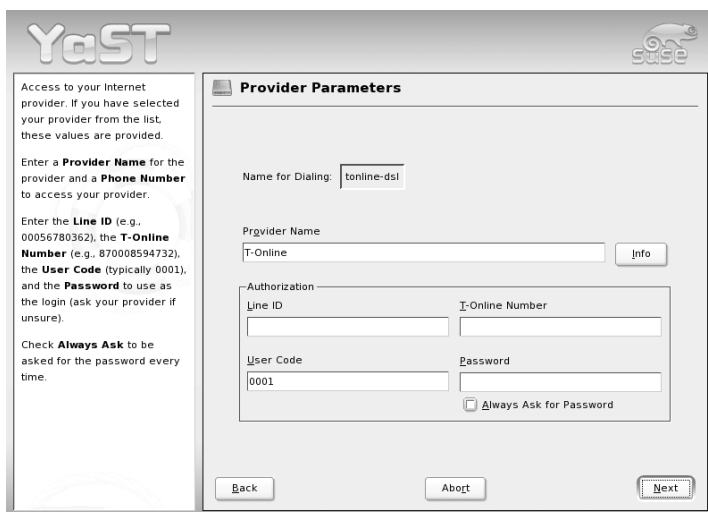 YaST
SUSE
Access to your Internet
provider. If you have selected
your provider from the list,
these values are provided.
Enter a Provider Name for the
provider and a Phone Number
to access your provider.
Enter the Line ID (e.g.,
00056780362), the T-Online
Number (e.g., 870008594732),
the User Code (typically 0001),
and the Password to use as
the login (ask your provider if
unsure).
Check Always Ask to be
asked for the password every
time.
Provider Parameters
Name for Dialing: tonline-dsl
Provider Name
T-Online
Info
Authorization
Line ID
T-Online Number
User Code
Password
0001
Always Ask for Password
Back
Abort
Next